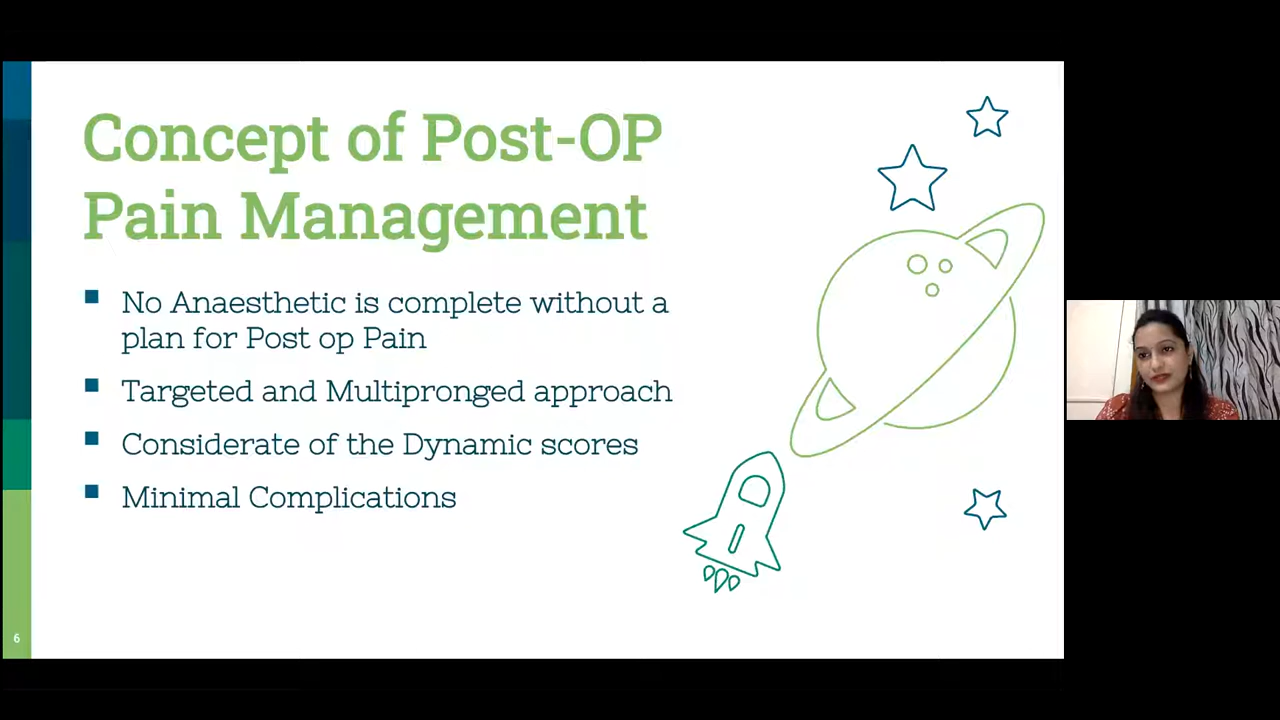 Concept of Post-OP
Pain Management
No Anaesthetic is complete without a
plan for Post op Pain
Targeted and Multipronged approach
Considerate of the Dynamic scores
Minimal Complications
6